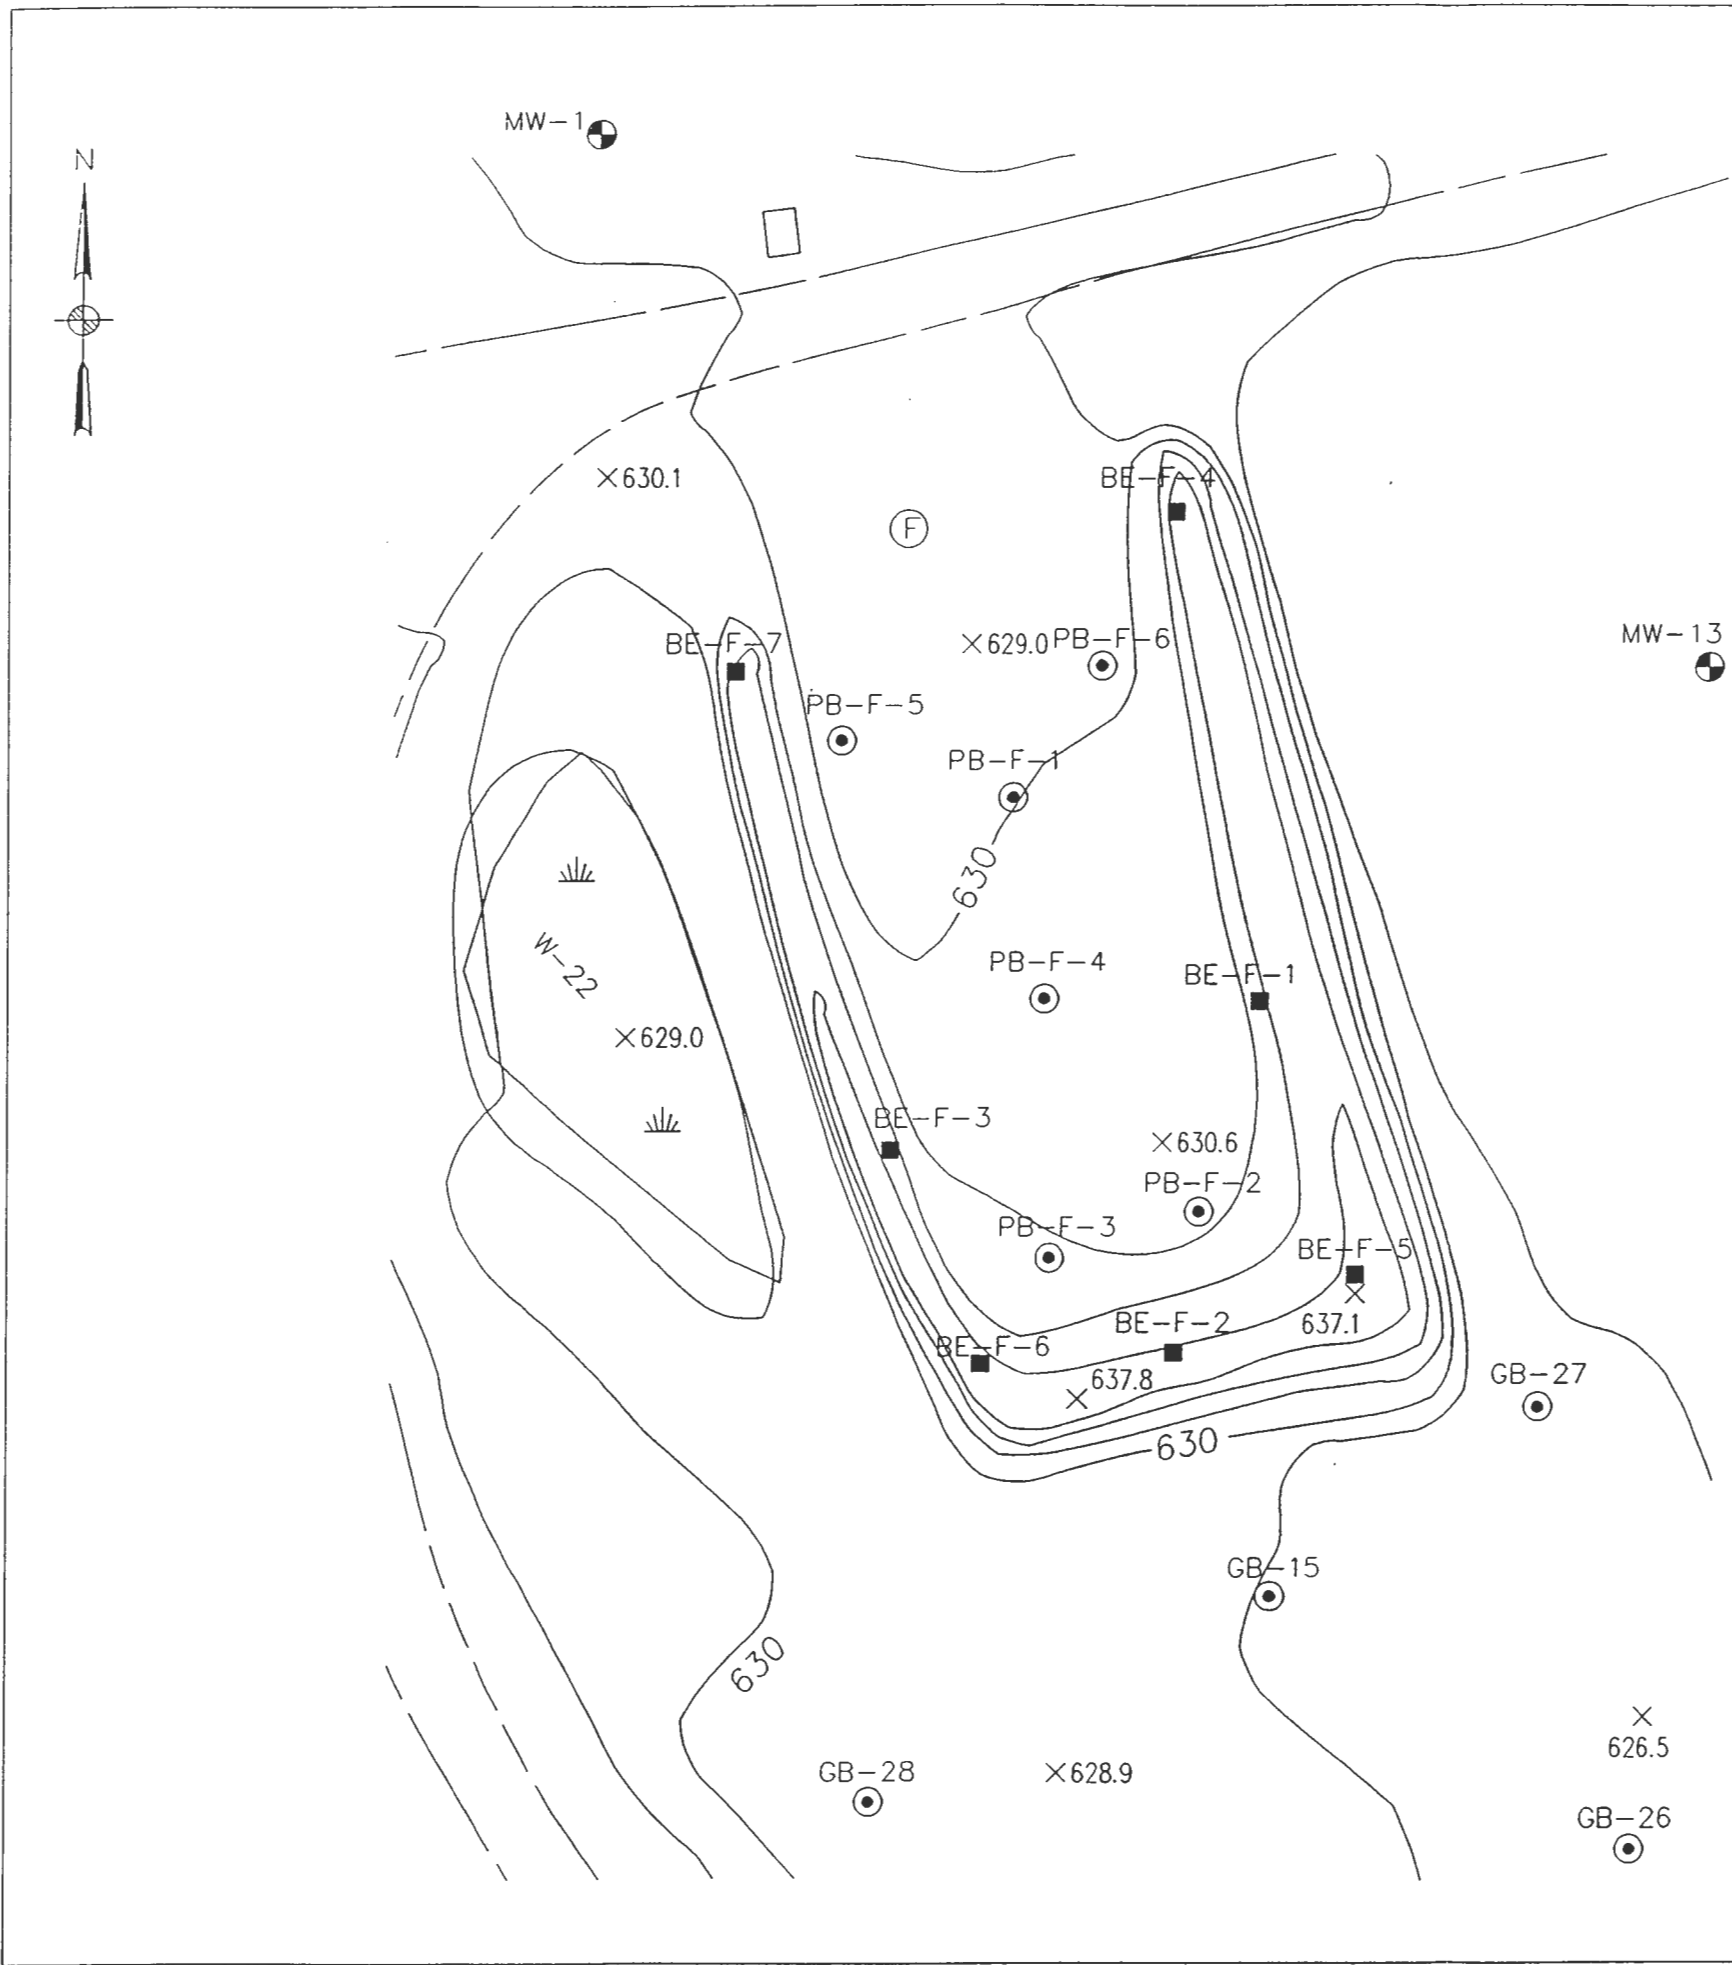 MW-1
N
630.1
BE-F-4
F
MW-13
629.0
PB-F-6
BE-F-7
PB-F-5
PB-F-1
630
W-22
PB-F-4
BE-F-1
629.0
BE-F-3
630.6
PB-F-2
PB-F-3
BE-F-5
637.1
BE-F-2
BE-F-6
637.8
GB-27
630
GB-15
630
626.5
GB-28
628.9
GB-26